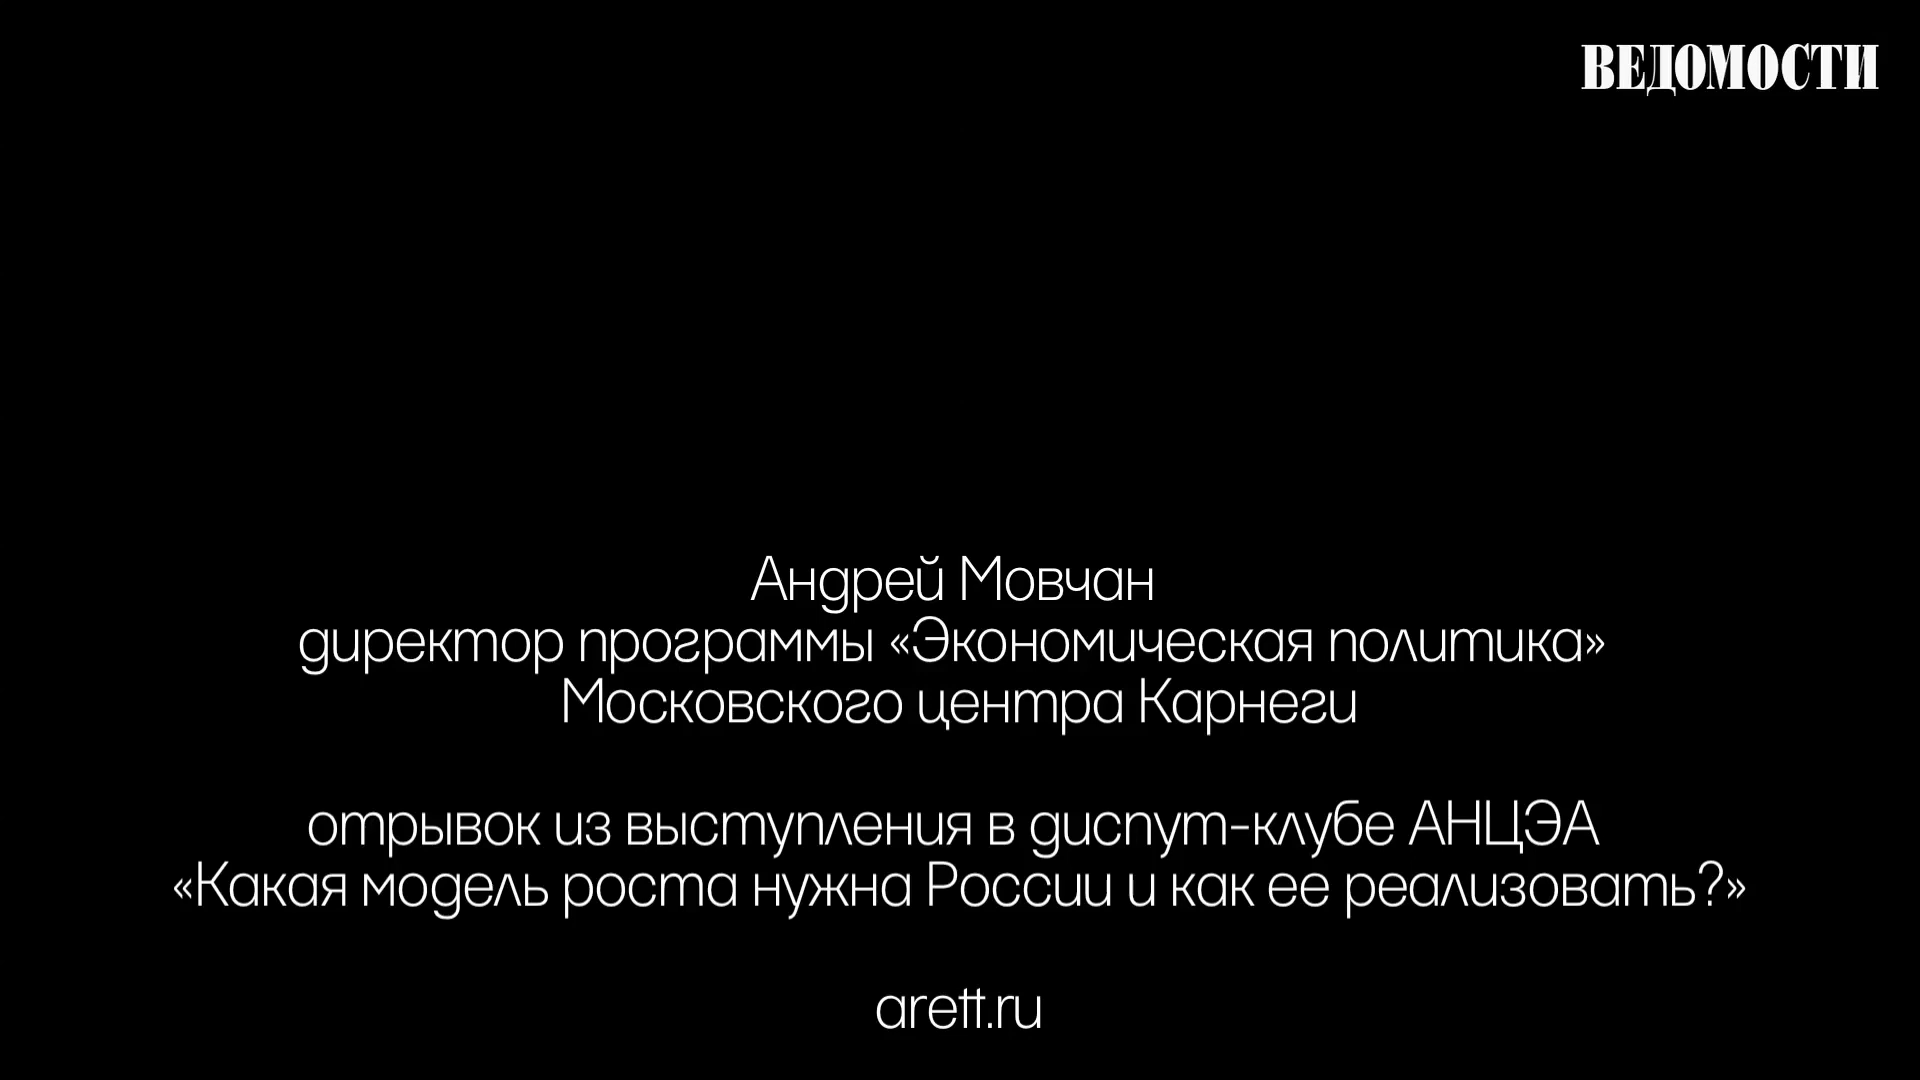 ВЕДОМОСТИ
Андрей Мовчан
директор программы «Экономическая политика»
Московского центра Карнеги
отрывок из выступления в диспут-клубе АНЦЭА
«Какая модель роста нужна России и как ее реализовать?»
arett.ru